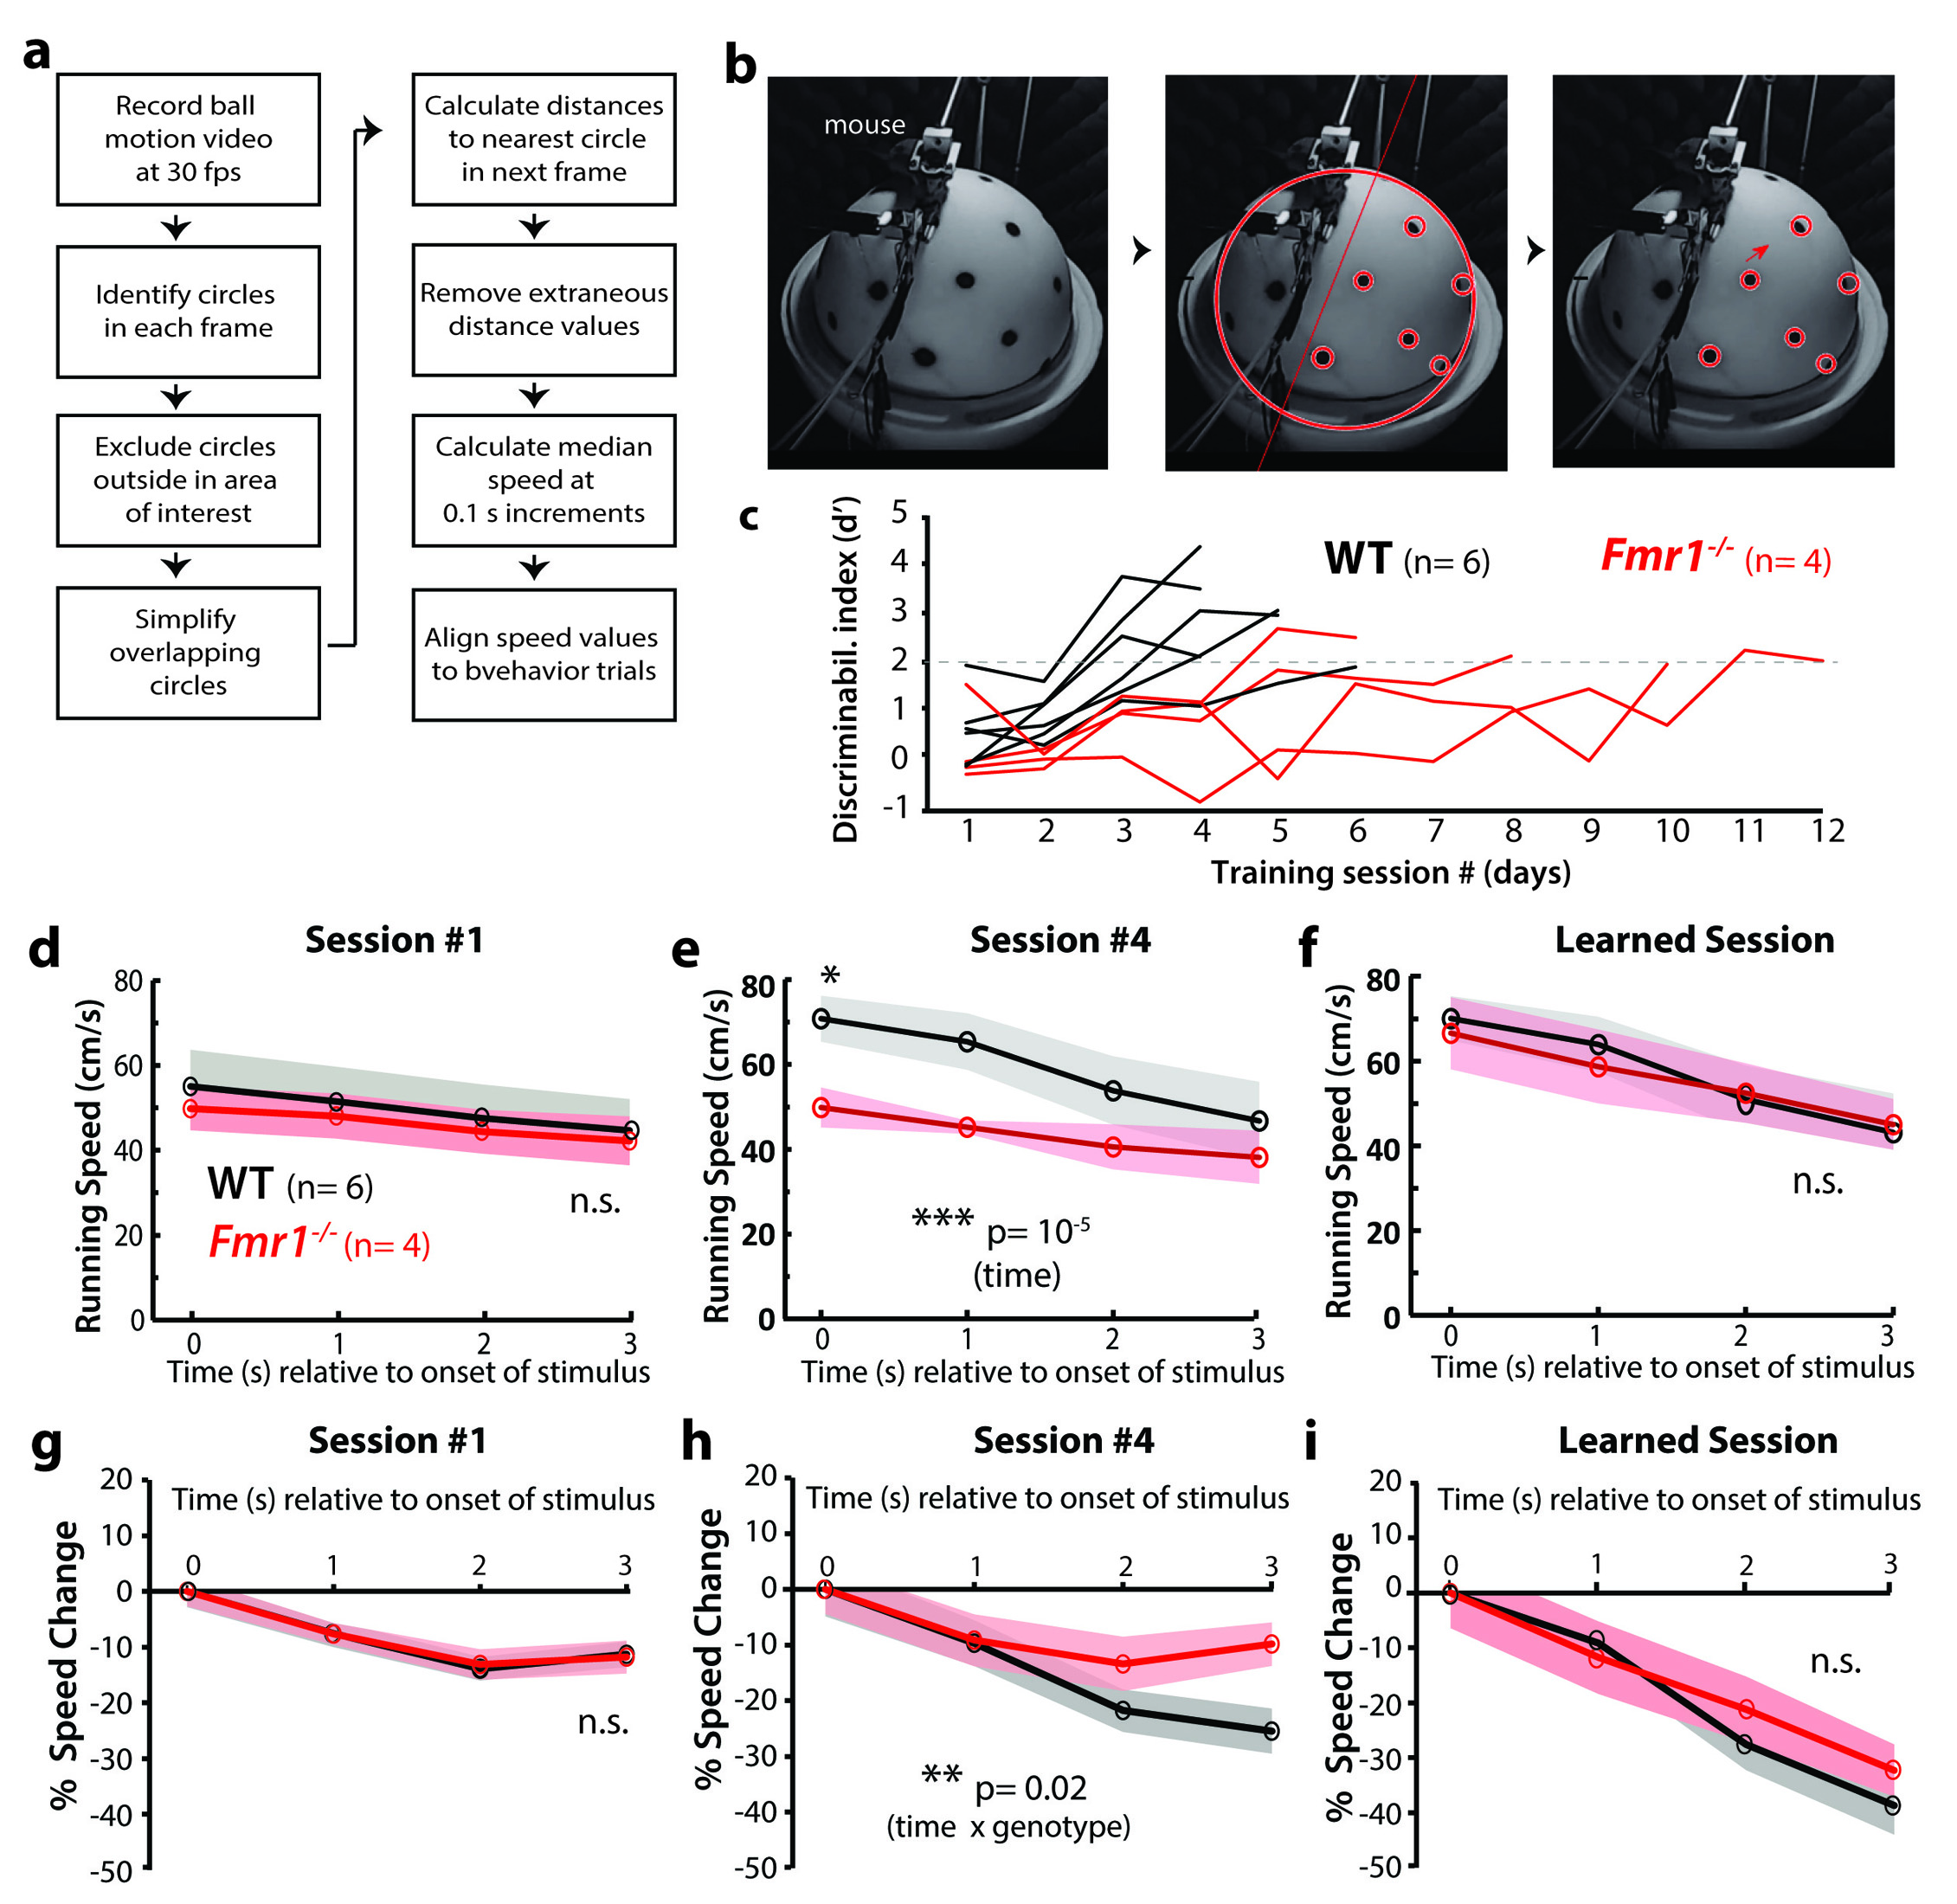 a
Record ball
motion video
at 30 fps
Identify circles
in each frame
Exclude circles
outside in area
of interest
Simplify
overlapping
circles
Calculate distances
to nearest circle
in next frame
Remove extraneous
distance values
Calculate median
speed at
0.1 s increments
Align speed values
to bvehavior trials
b
mouse
c
Discriminabil. index (d’)
5
4
3
2
1
0
-1
WT (n= 6)
Fmr1-/- (n= 4)
1 2 3 4 5 6 7 8 9 10 11 12
Training session # (days)
d
Session #1
Running Speed (cm/s)
80
60
40
20
0
WT (n= 6)
Fmr1-/- (n= 4)
n.s.
0 1 2 3
Time (s) relative to onset of stimulus
e
Session #4
Running Speed (cm/s)
80
60
40
20
0
*
*** p= 10-5
(time)
0 1 2 3
Time (s) relative to onset of stimulus
f
Learned Session
Running Speed (cm/s)
80
60
40
20
0
n.s.
0 1 2 3
Time (s) relative to onset of stimulus
g
Session #1
% Speed Change
20
10
0
-10
-20
-30
-40
-50
Time (s) relative to onset of stimulus
0 1 2 3
n.s.
h
Session #4
% Speed Change
20
10
0
-10
-20
-30
-40
-50
Time (s) relative to onset of stimulus
0 1 2 3
** p= 0.02
(time x genotype)
i
Learned Session
% Speed Change
20
10
0
-10
-20
-30
-40
-50
Time (s) relative to onset of stimulus
0 1 2 3
n.s.